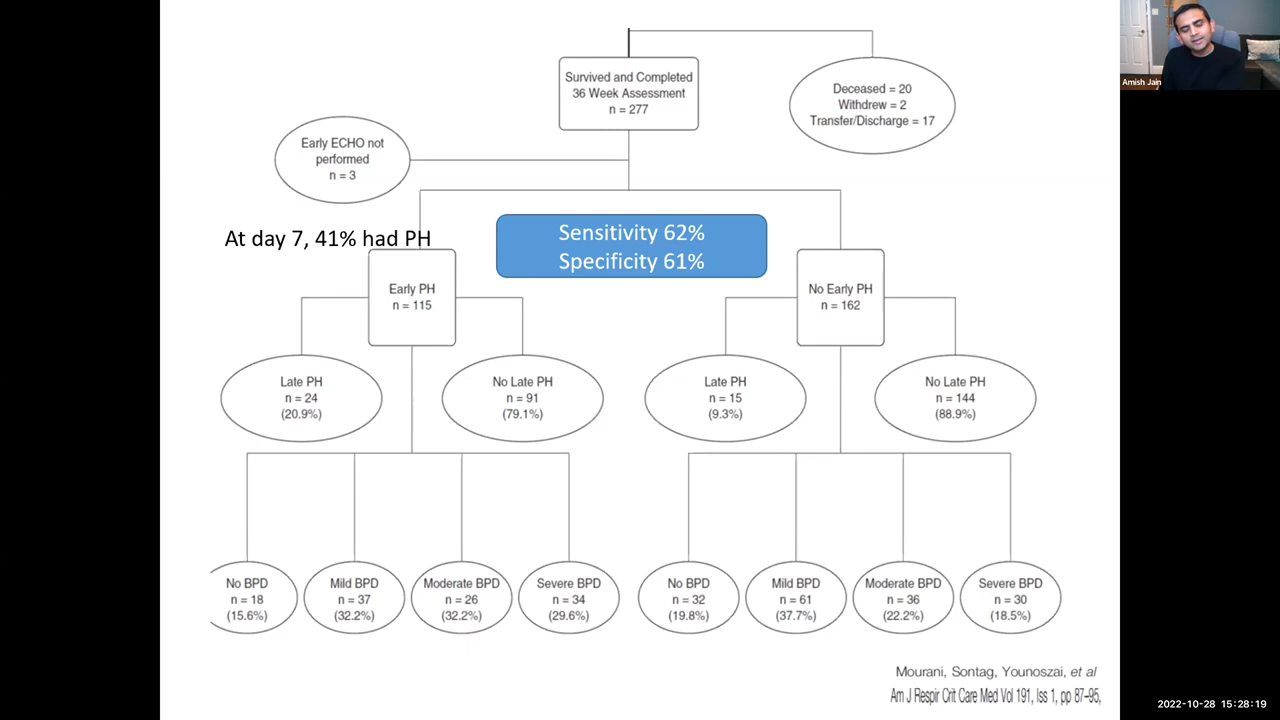 Survived and Completed
36 Week Assessment
n = 277
Deceased = 20
Withdrew = 2
Transfer/Discharge = 17
Amish Jain
Early ECHO not
performed
n = 3
At day 7, 41% had PH
Sensitivity 62%
Specificity 61%
Early PH
n = 115
No Early PH
n = 162
Late PH
n = 24
(20.9%)
No Late PH
n = 91
(79.1%)
Late PH
n = 15
(9.3%)
No Late PH
n = 144
(88.9%)
No BPD
n = 18
(15.6%)
Mild BPD
n = 37
(32.2%)
Moderate BPD
n = 26
(32.2%)
Severe BPD
n = 34
(29.6%)
No BPD
n = 32
(19.8%)
Mild BPD
n = 61
(37.7%)
Moderate BPD
n = 36
(22.2%)
Severe BPD
n = 30
(18.5%)
Mourani, Sontag, Younoszai, et al
Am J Respir Crit Care Med Vol 191, Iss 1, pp 87–95,
2022-10-28 15:28:19